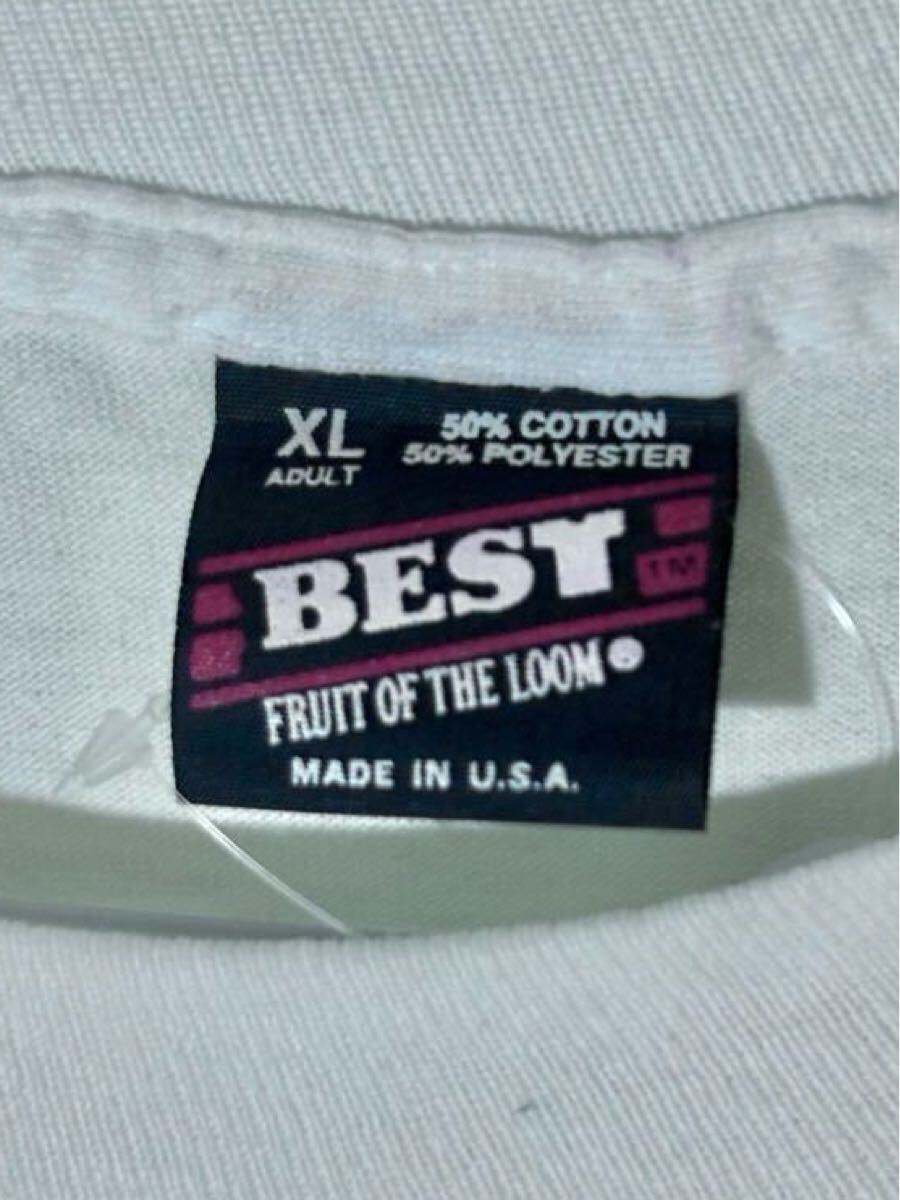 XL
ADULT
50% COTTON
50% POLYESTER
BEST
TM
FRUIT OF THE LOOM
MADE IN U.S.A.